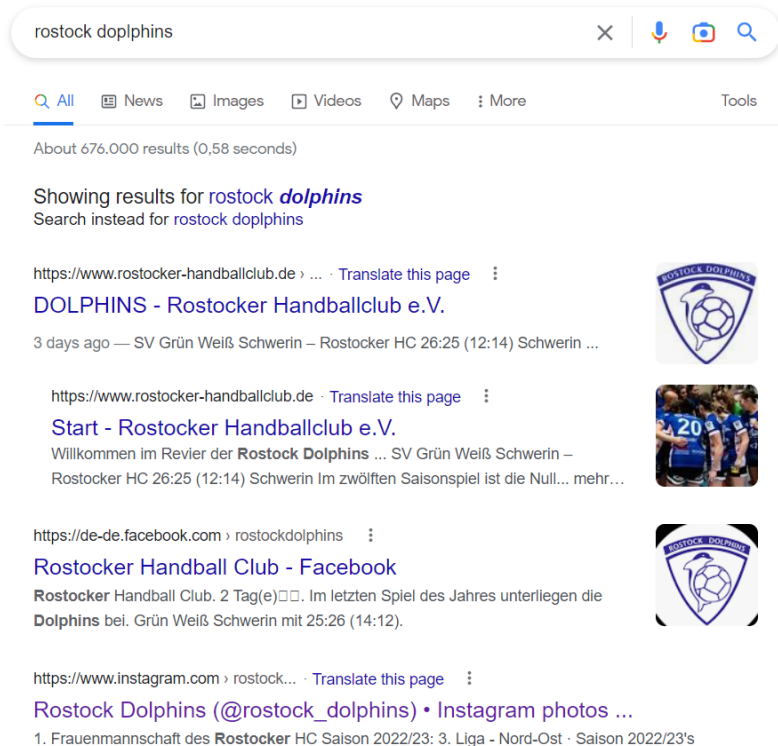 rostock doplphins
All News Images Videos Maps More Tools
About 676.000 results (0,58 seconds)
Showing results for rostock dolphins
Search instead for rostock doplphins
https://www.rostocker-handballclub.de › ... · Translate this page
DOLPHINS - Rostocker Handballclub e.V.
3 days ago — SV Grün Weiß Schwerin – Rostocker HC 26:25 (12:14) Schwerin ...
ROSTOCK DOLPHINS
https://www.rostocker-handballclub.de · Translate this page
Start - Rostocker Handballclub e.V.
Willkommen im Revier der Rostock Dolphins ... SV Grün Weiß Schwerin –
Rostocker HC 26:25 (12:14) Schwerin Im zwölften Saisonspiel ist die Null... mehr…
20
https://de-de.facebook.com › rostockdolphins
Rostocker Handball Club - Facebook
Rostocker Handball Club. 2 Tag(e)□□. Im letzten Spiel des Jahres unterliegen die
Dolphins bei. Grün Weiß Schwerin mit 25:26 (14:12).
ROSTOCK DOLPHINS
https://www.instagram.com › rostock... · Translate this page
Rostock Dolphins (@rostock_dolphins) • Instagram photos ...
1. Frauenmannschaft des Rostocker HC Saison 2022/23: 3. Liga - Nord-Ost · Saison 2022/23's